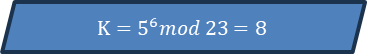 K = 5⁶mod 23 = 8